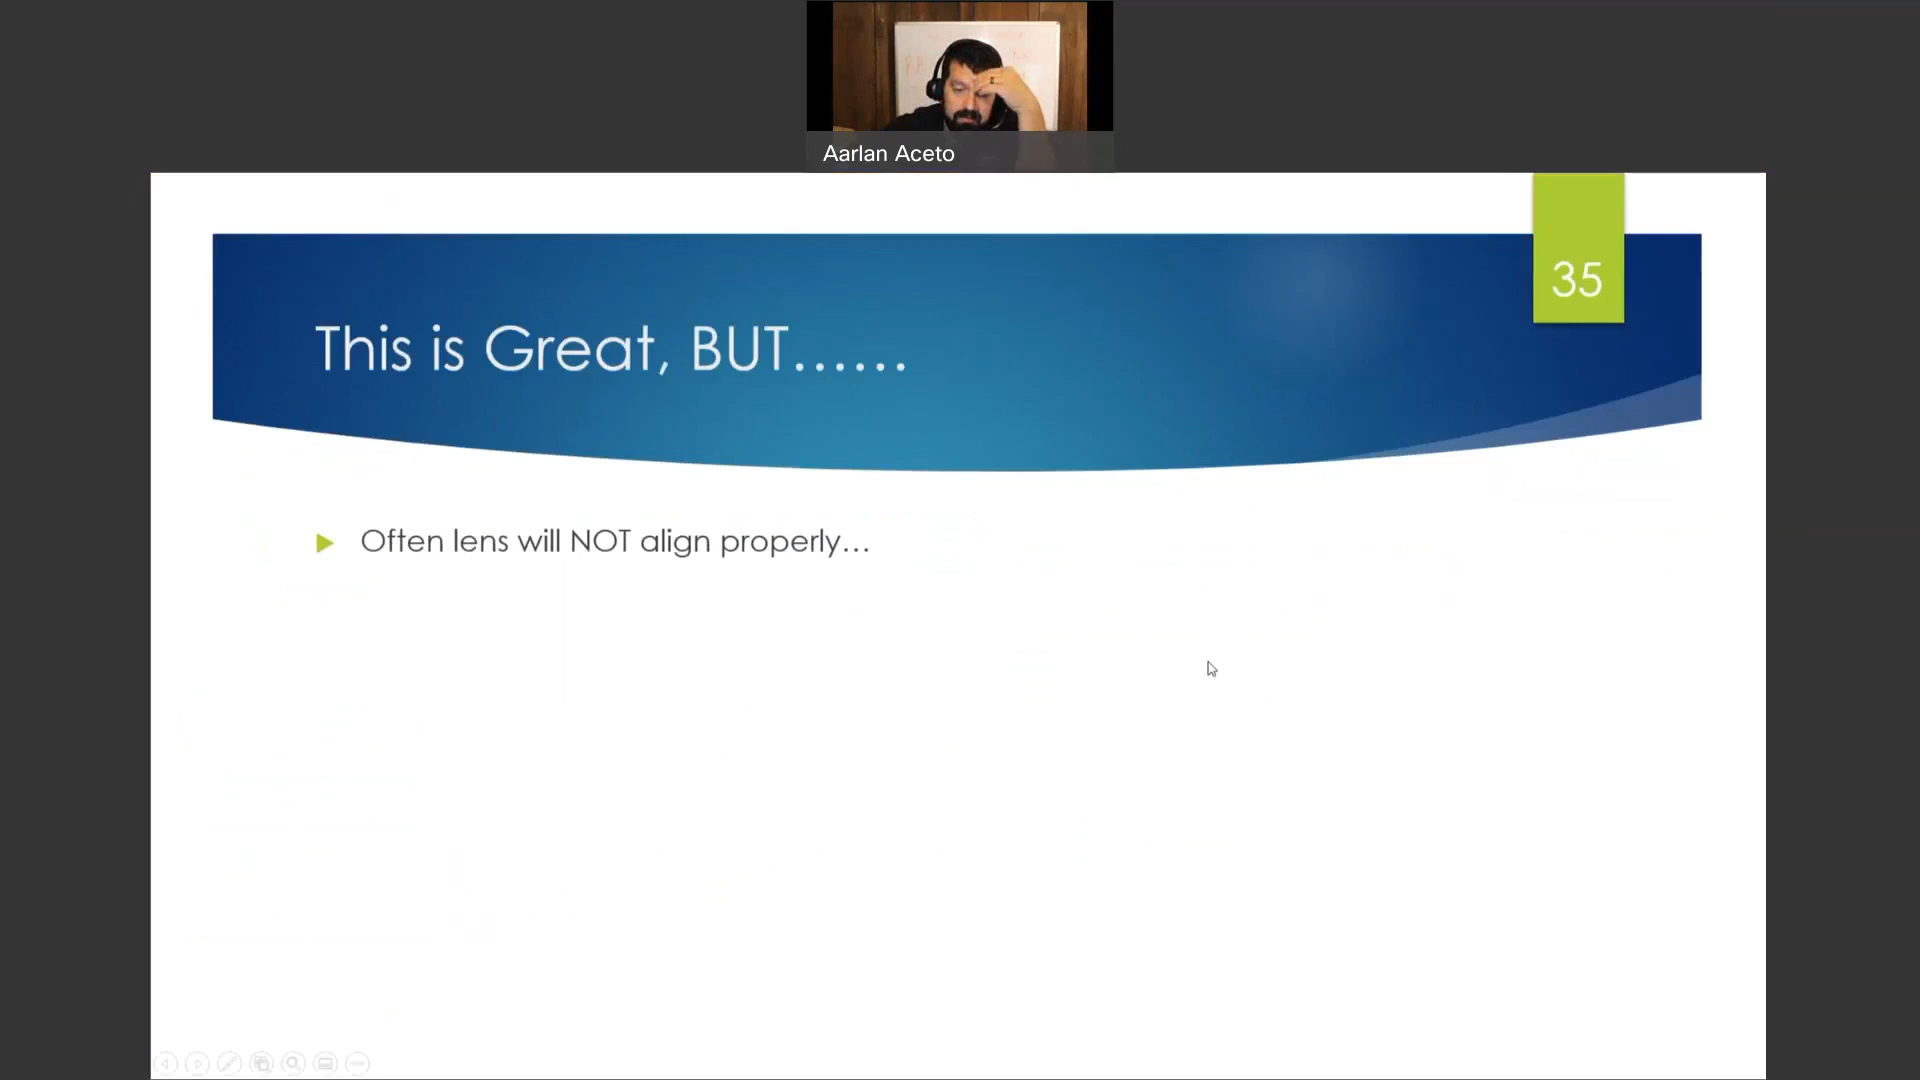 Aarlan Aceto
35
This is Great, BUT......
Often lens will NOT align properly...